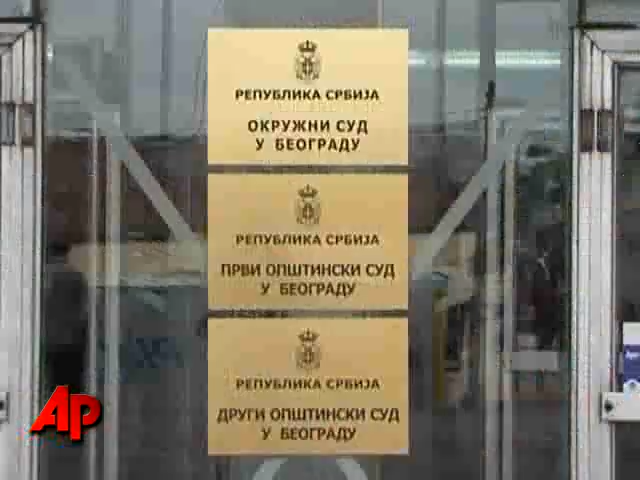 РЕПУБЛИКА СРБИЈА
ОКРУЖНИ СУД
У БЕОГРАДУ
РЕПУБЛИКА СРБИЈА
ПРВИ ОПШТИНСКИ СУД
У БЕОГРАДУ
РЕПУБЛИКА СРБИЈА
ДРУГИ ОПШТИНСКИ СУД
У БЕОГРАДУ
AP